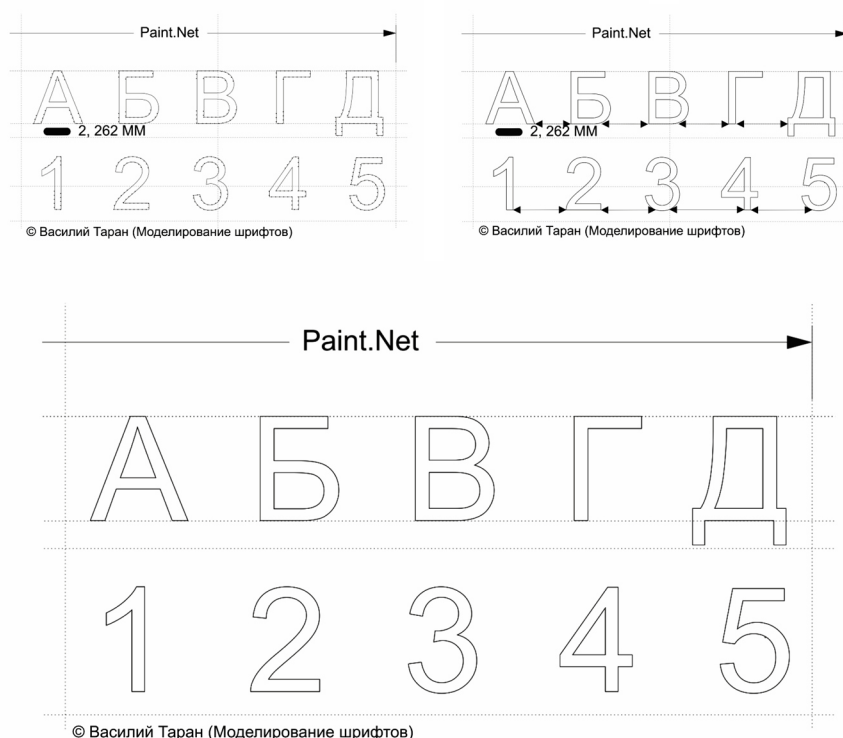 Paint.Net
А Б В Г Д
2, 262 ММ
1 2 3 4 5
© Василий Таран (Моделирование шрифтов)
Paint.Net
А Б В Г Д
2, 262 ММ
1 2 3 4 5
© Василий Таран (Моделирование шрифтов)
Paint.Net
А Б В Г Д
1 2 3 4 5
© Василий Таран (Моделирование шрифтов)